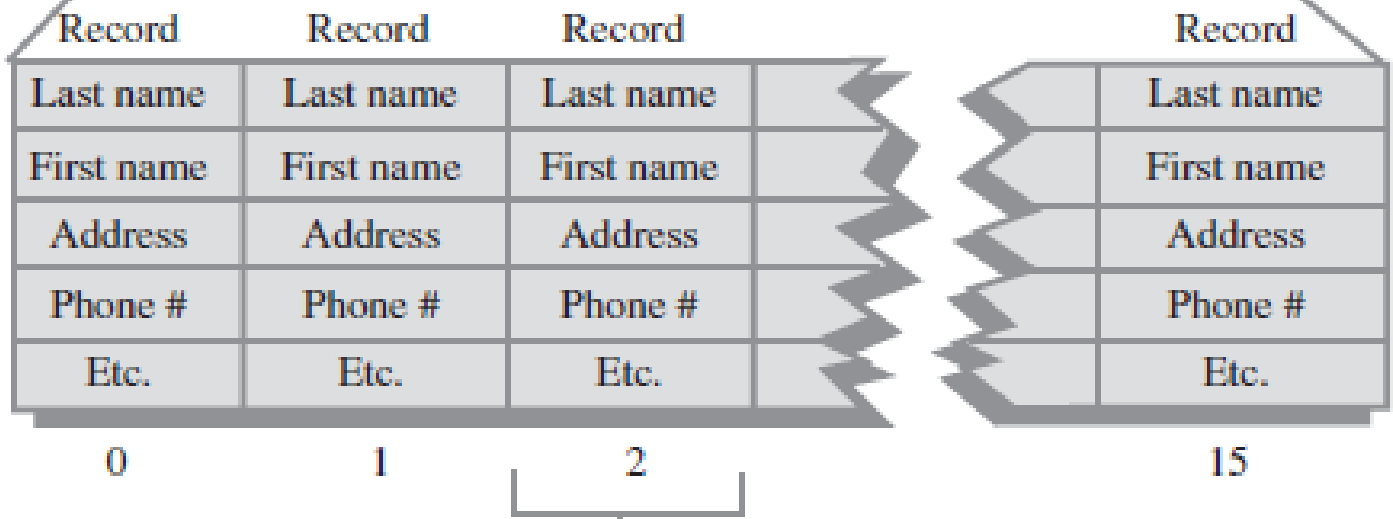 Record Record Record Record
Last name Last name Last name Last name
First name First name First name First name
Address Address Address Address
Phone # Phone # Phone # Phone #
Etc. Etc. Etc. Etc.
0 1 2 15